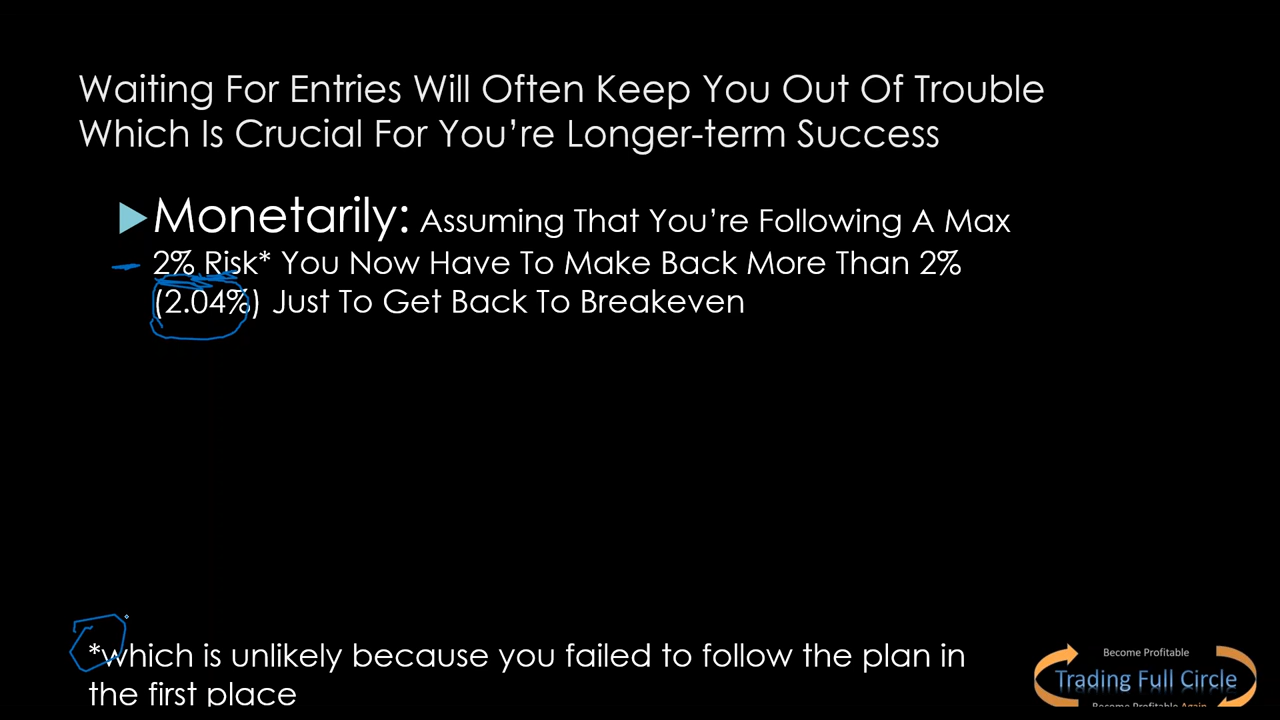 Waiting For Entries Will Often Keep You Out Of Trouble
Which Is Crucial For You're Longer-term Success
Monetarily: Assuming That You're Following A Max
2% Risk* You Now Have To Make Back More Than 2%
(2.04%) Just To Get Back To Breakeven
*which is unlikely because you failed to follow the plan in
the first place
Become Profitable
Trading Full Circle
Become Profitable Again